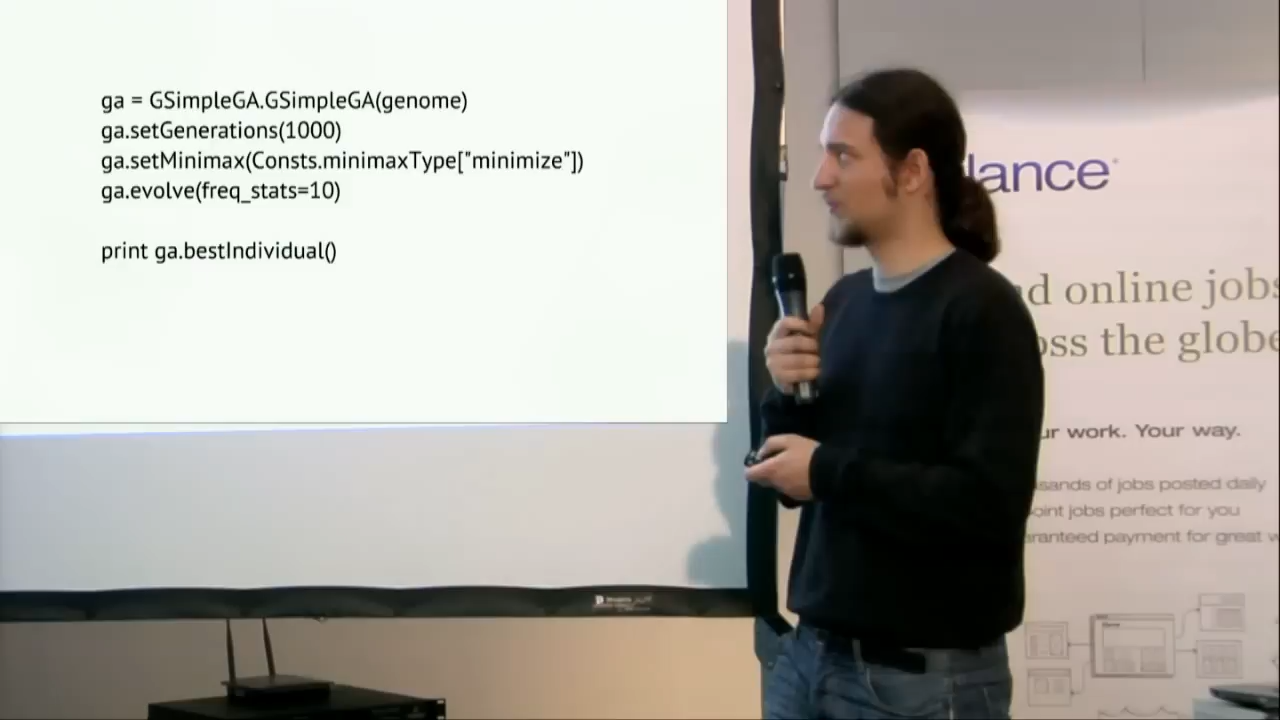 ga = GSimpleGA.GSimpleGA(genome)
ga.setGenerations(1000)
ga.setMinimax(Consts.minimaxType["minimize"])
ga.evolve(freq_stats=10)
print ga.bestIndividual()
lance
d online jobs
ss the globe
ur work. Your way.
sands of jobs posted daily
oint jobs perfect for you
ranteed payment for great w